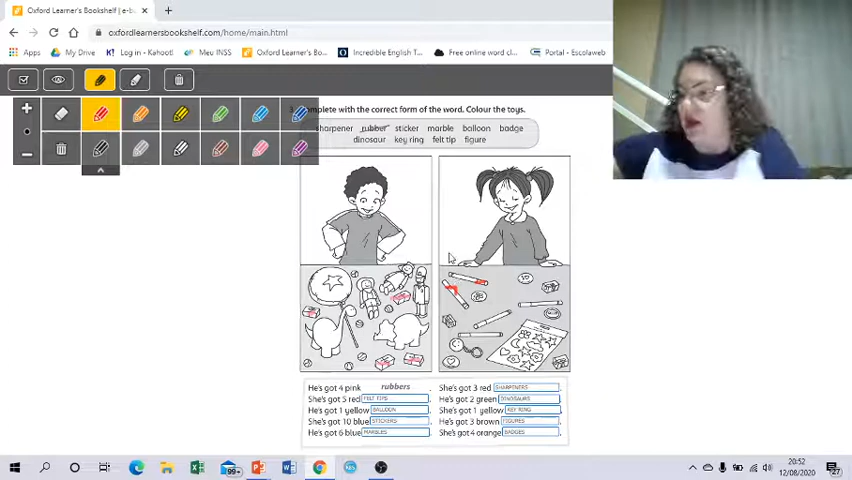 Oxford Learner's Bookshelf | e-b
oxfordlearnersbookshelf.com/home/main.html
Apps My Drive Log in - Kahoot! Meu INSS Oxford Learner's Bo... Incredible English T... Free online word cl... Portal - Escolaweb
complete with the correct form of the word. Colour the toys.
sharpener rubber sticker marble balloon badge
dinosaur key ring felt tip figure
He's got 4 pink rubbers.
She's got 5 red FELT TIPS.
He's got 1 yellow BALLOON.
She's got 10 blue STICKERS.
He's got 6 blue MARBLES.
She's got 3 red SHARPENERS.
He's got 2 green DINOSAURS.
She's got 1 yellow KEY RING.
He's got 3 brown FIGURES.
She's got 4 orange BADGES.
99+
20:52
12/08/2020
27